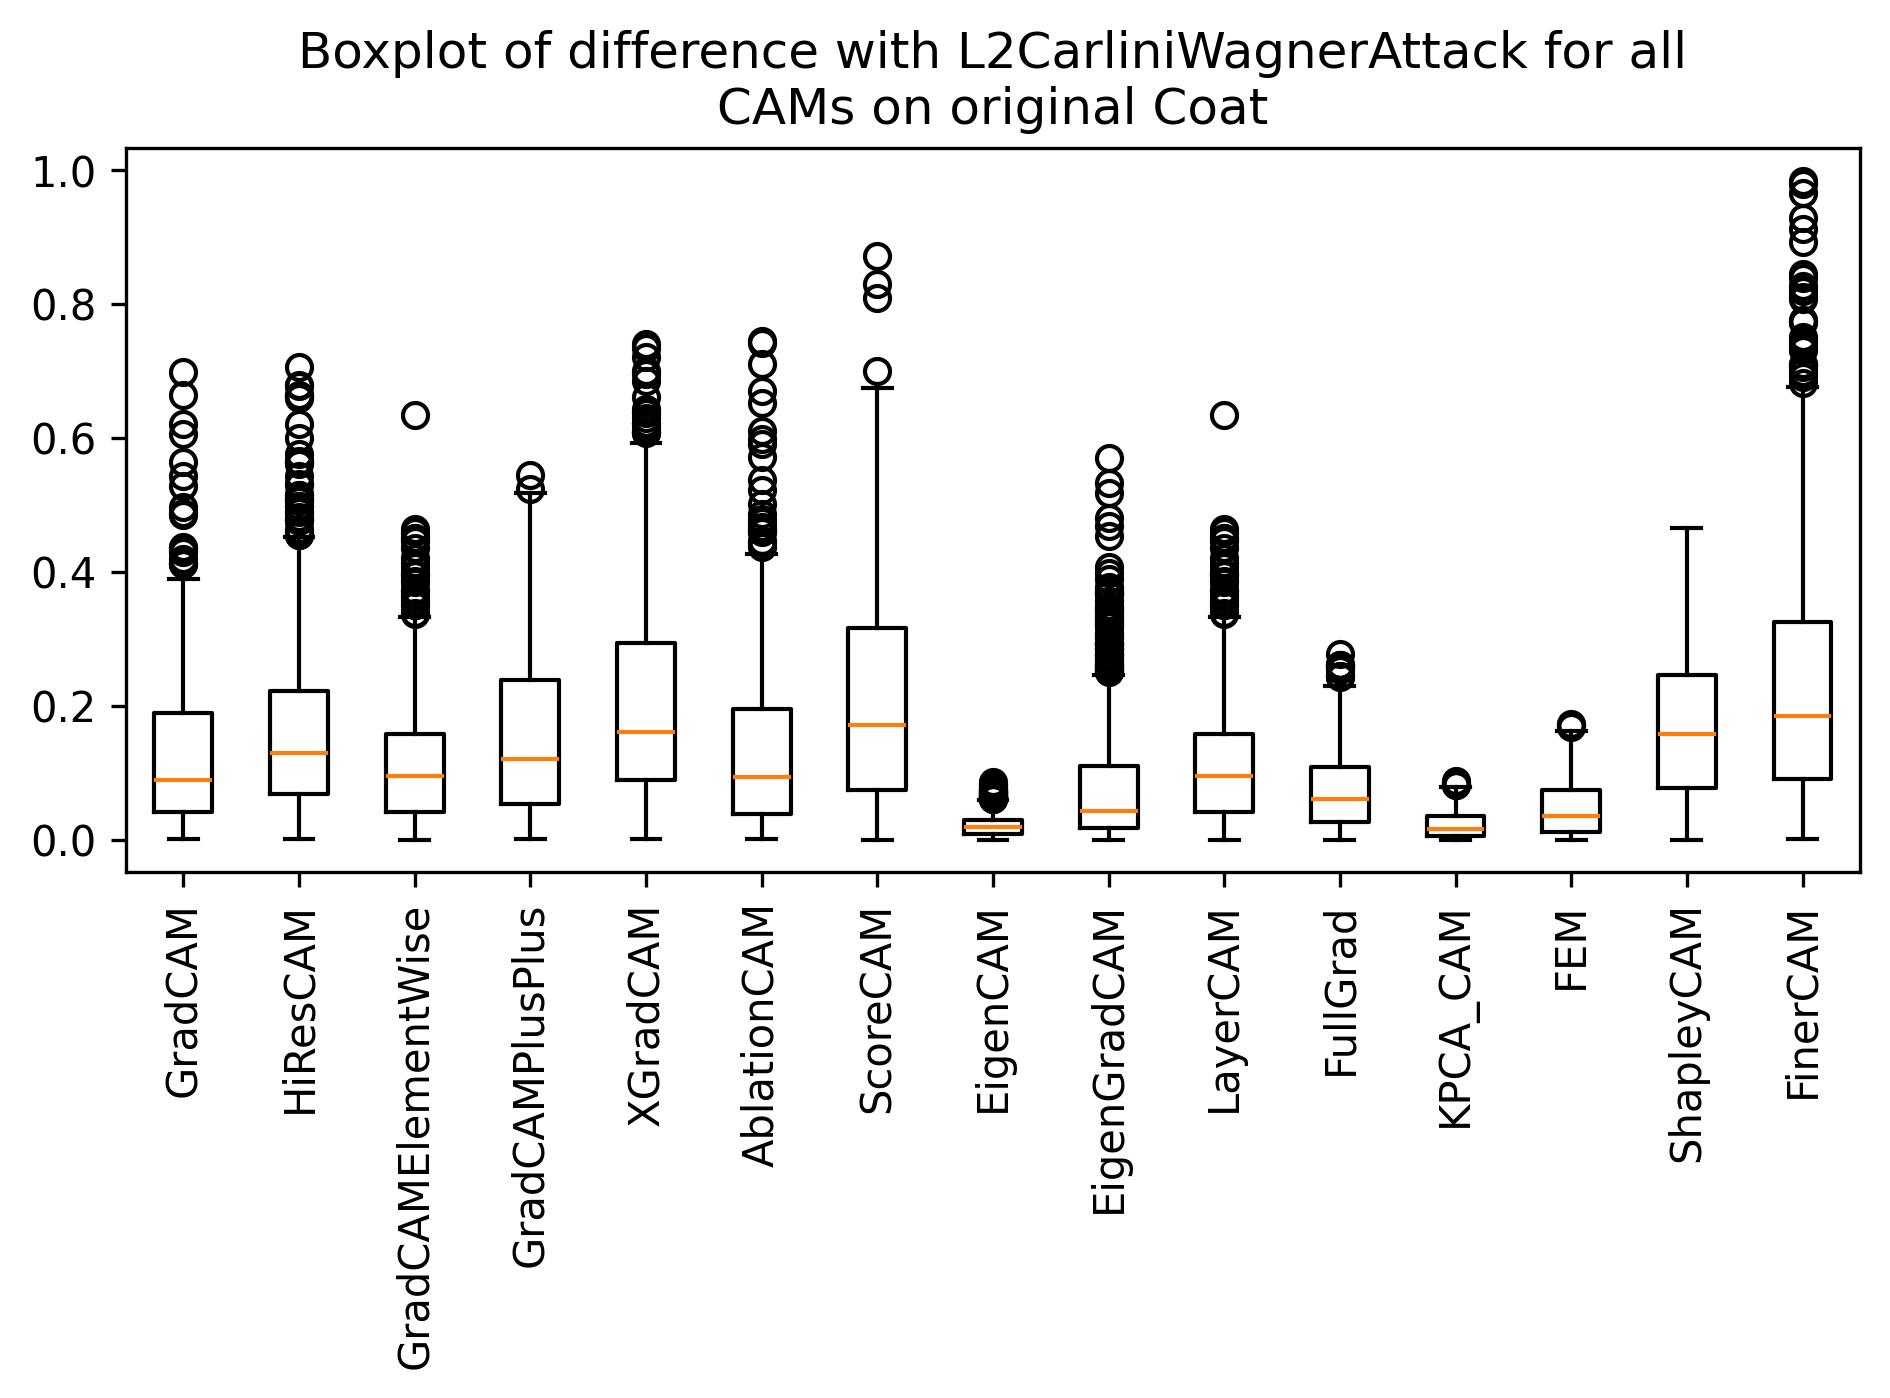 Boxplot of difference with L2CarliniWagnerAttack for all
CAMs on original Coat
1.0
0.8
0.6
0.4
0.2
0.0
GradCAM
HiResCAM
GradCAMElementWise
GradCAMPlusPlus
XGradCAM
AblationCAM
ScoreCAM
EigenCAM
EigenGradCAM
LayerCAM
FullGrad
KPCA_CAM
FEM
ShapleyCAM
FinerCAM